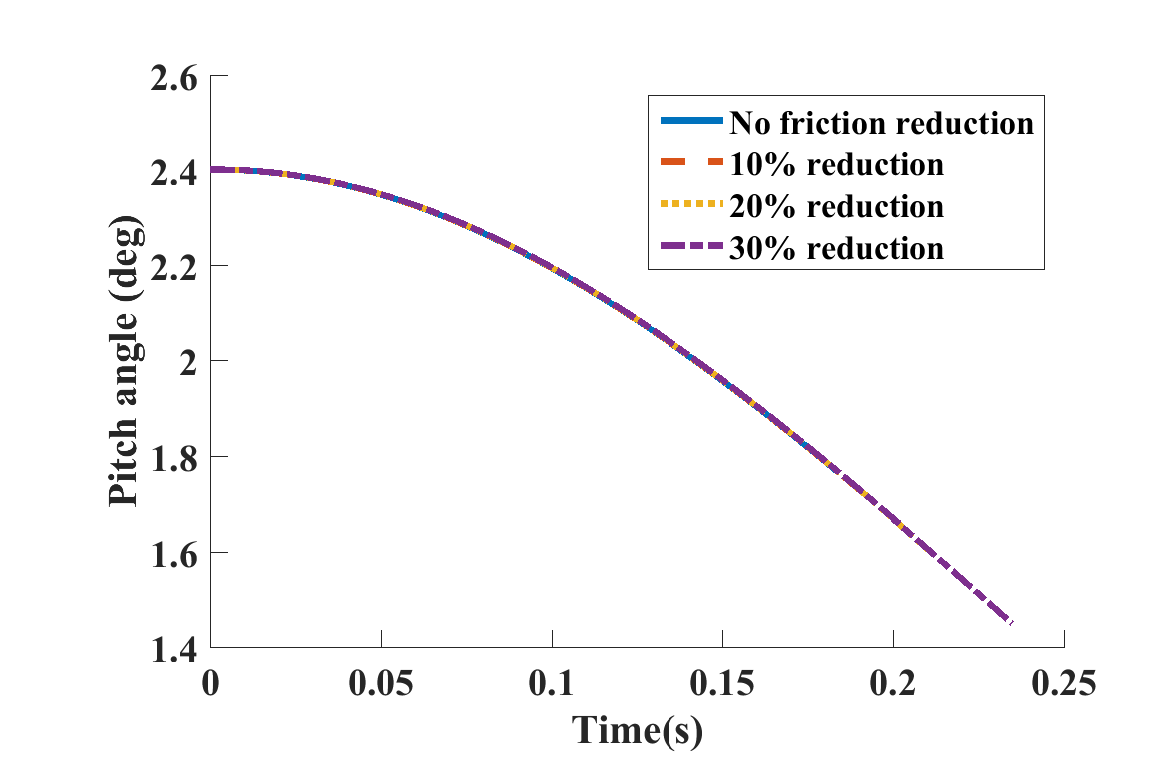 2.6
2.4
2.2
2
1.8
1.6
1.4
Pitch angle (deg)
No friction reduction
10% reduction
20% reduction
30% reduction
0 0.05 0.1 0.15 0.2 0.25
Time(s)